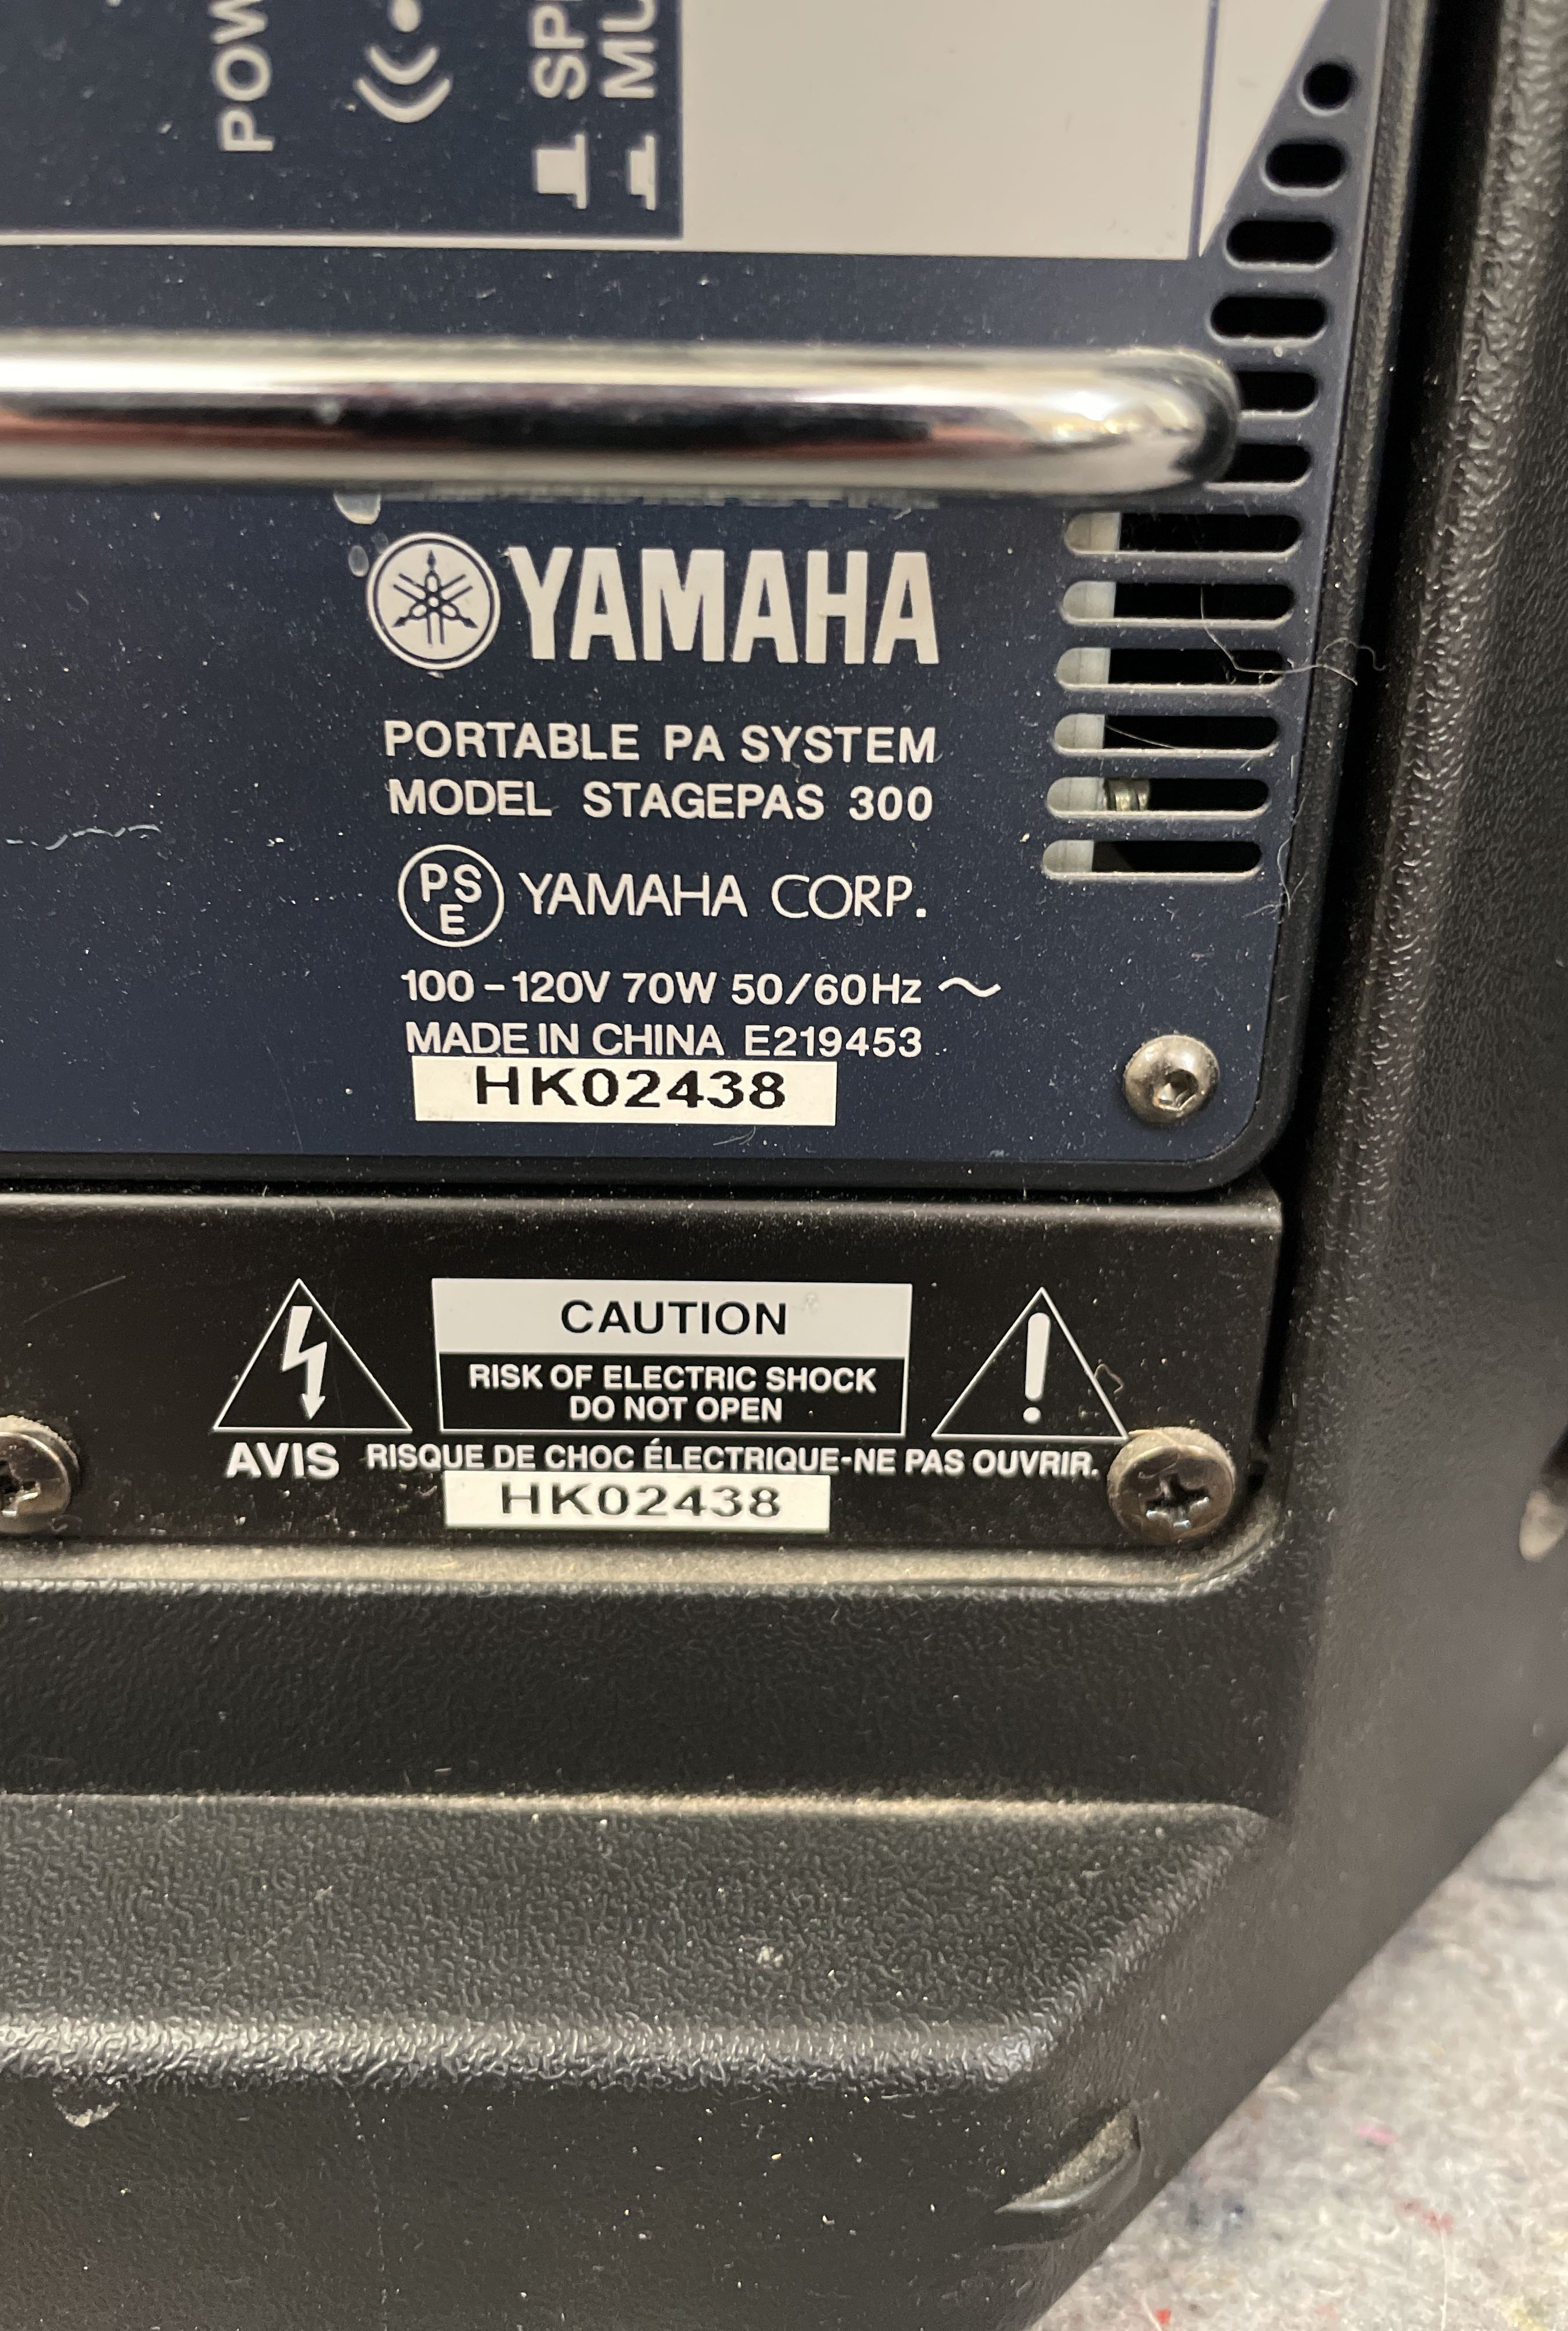 YAMAHA
PORTABLE PA SYSTEM
MODEL STAGEPAS 300
PSE YAMAHA CORP.
100-120V 70W 50/60Hz ~
MADE IN CHINA E219453
HK02438
CAUTION
RISK OF ELECTRIC SHOCK
DO NOT OPEN
AVIS RISQUE DE CHOC ÉLECTRIQUE-NE PAS OUVRIR.
HK02438